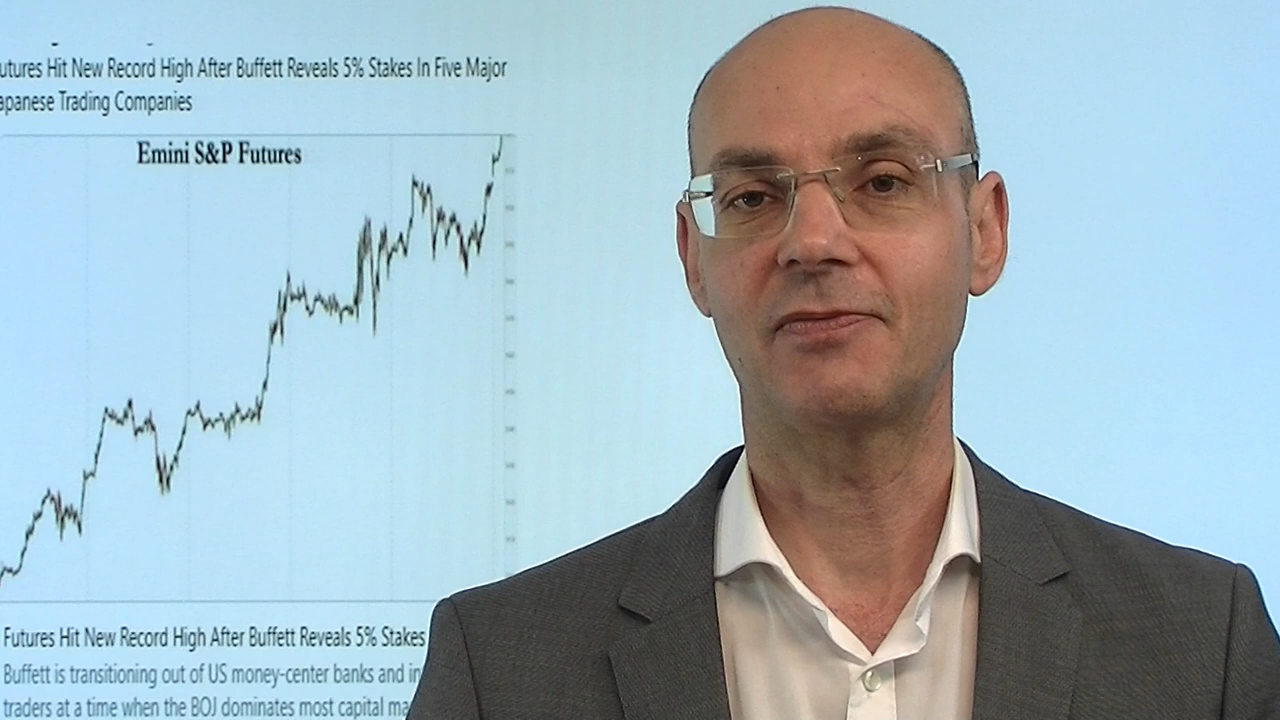 utures Hit New Record High After Buffett Reveals 5% Stakes In Five Major
apanese Trading Companies
Emini S&P Futures
Futures Hit New Record High After Buffett Reveals 5% Stakes
Buffett is transitioning out of US money-center banks and in
traders at a time when the BOJ dominates most capital ma